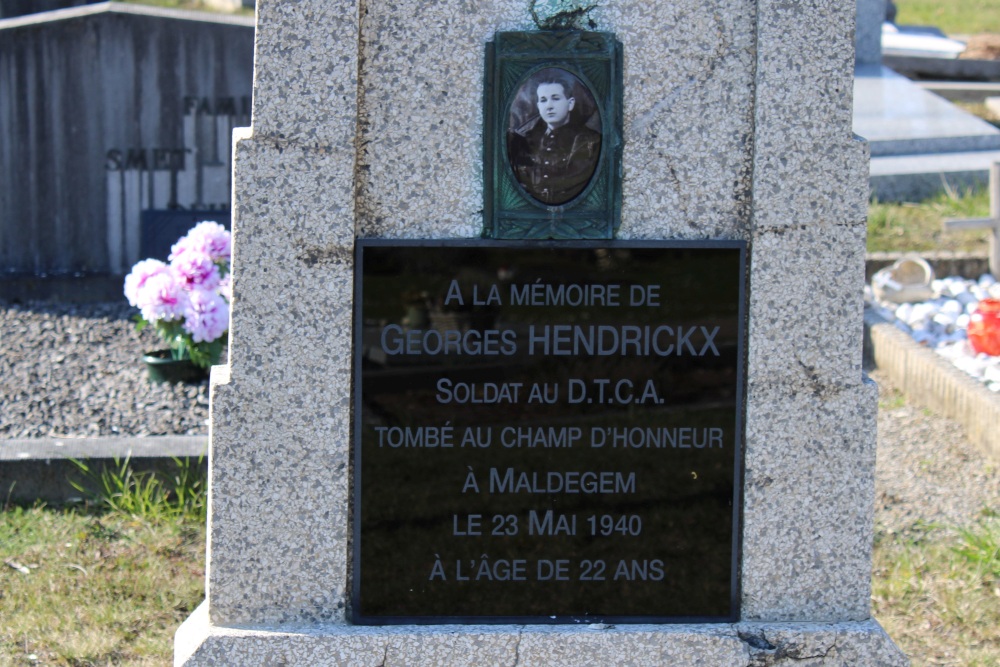 FAMI
SMET
A LA MÉMOIRE DE
GEORGES HENDRICKX
SOLDAT AU D.T.C.A.
TOMBÉ AU CHAMP D'HONNEUR
À MALDEGEM
LE 23 MAI 1940
À L'ÂGE DE 22 ANS